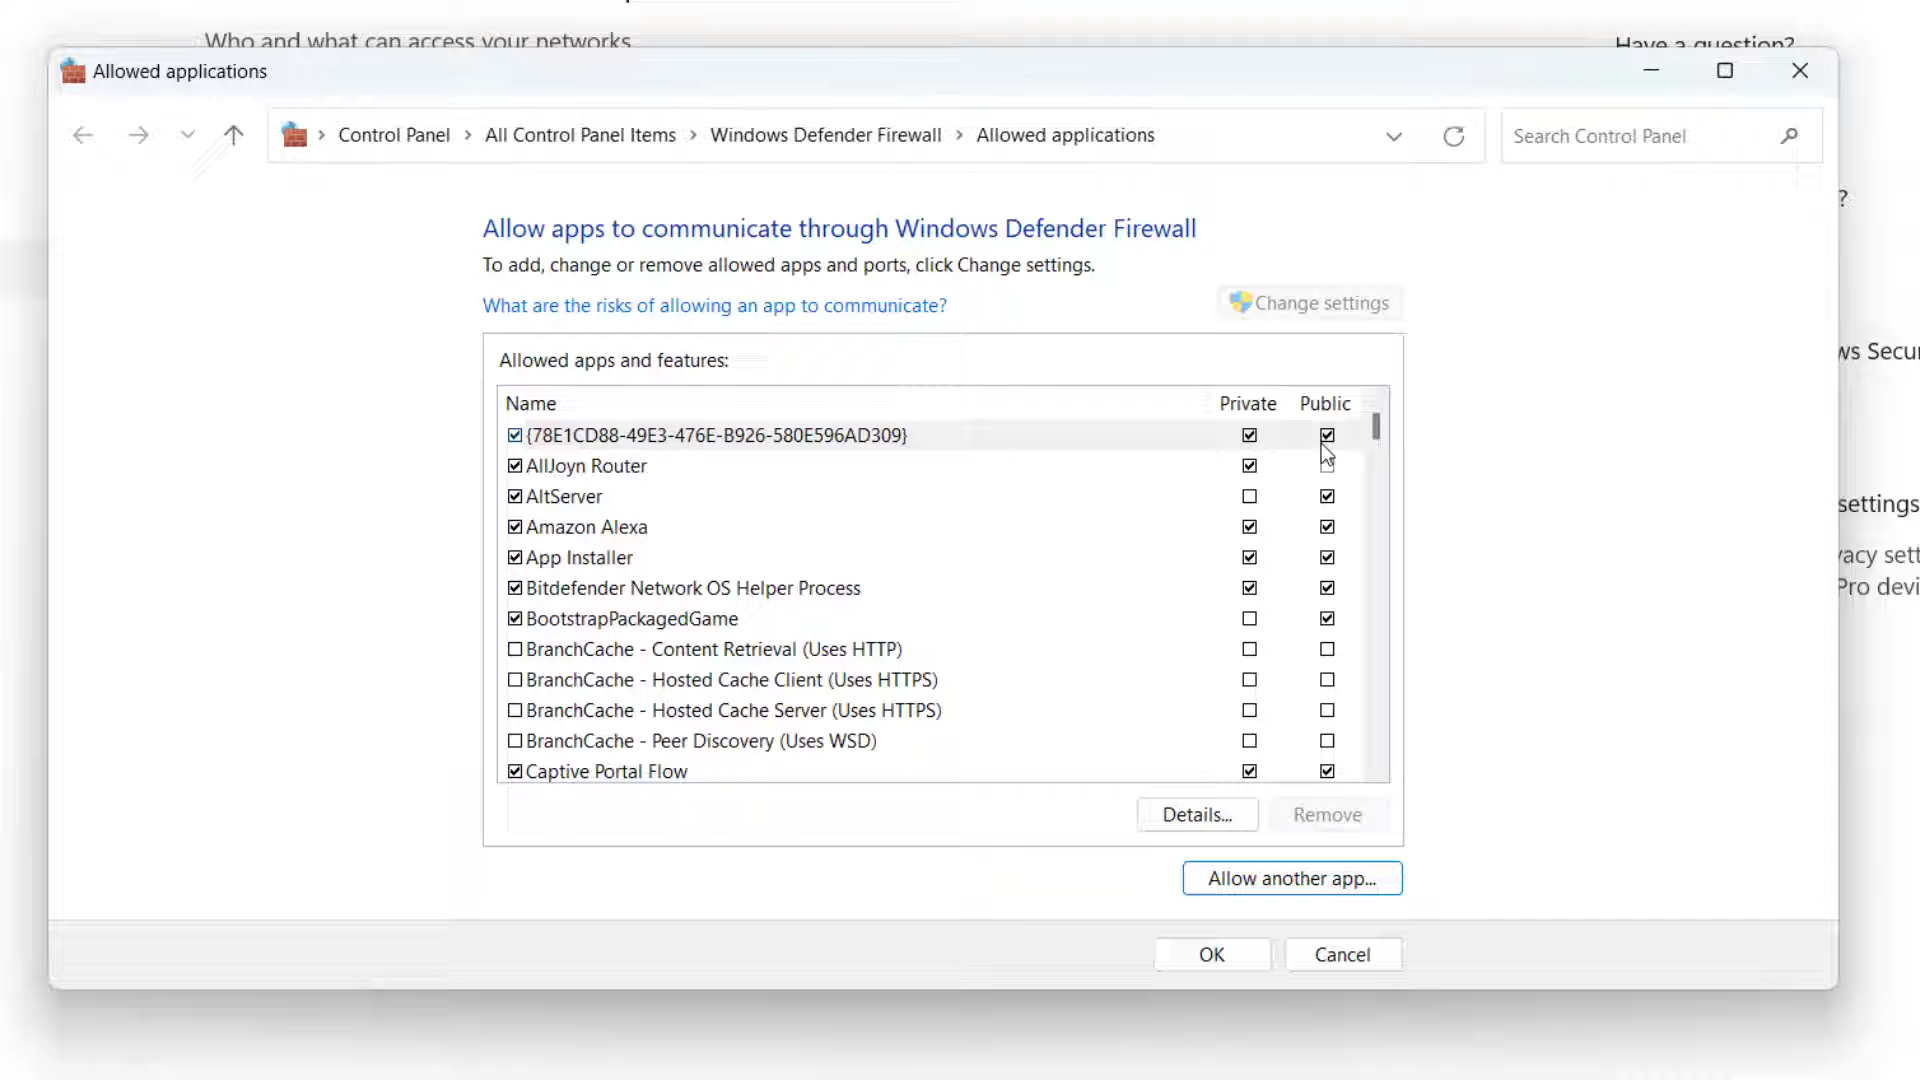 Who and what can access your networks
Have a question?
Allowed applications
Control Panel > All Control Panel Items > Windows Defender Firewall > Allowed applications
Search Control Panel
?
Allow apps to communicate through Windows Defender Firewall
To add, change or remove allowed apps and ports, click Change settings.
What are the risks of allowing an app to communicate?
Change settings
ws Secur
Allowed apps and features:
Name Private Public
{78E1CD88-49E3-476E-B926-580E596AD309}
AllJoyn Router
AltServer
settings
Amazon Alexa
App Installer
vacy sett
Bitdefender Network OS Helper Process
Pro devi
BootstrapPackagedGame
BranchCache - Content Retrieval (Uses HTTP)
BranchCache - Hosted Cache Client (Uses HTTPS)
BranchCache - Hosted Cache Server (Uses HTTPS)
BranchCache - Peer Discovery (Uses WSD)
Captive Portal Flow
Details... Remove
Allow another app...
OK Cancel